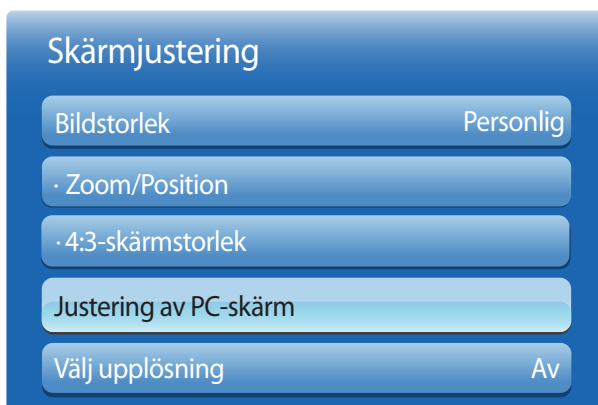 Skärmjustering
Bildstorlek Personlig
· Zoom/Position
· 4:3-skärmstorlek
Justering av PC-skärm
Välj upplösning Av